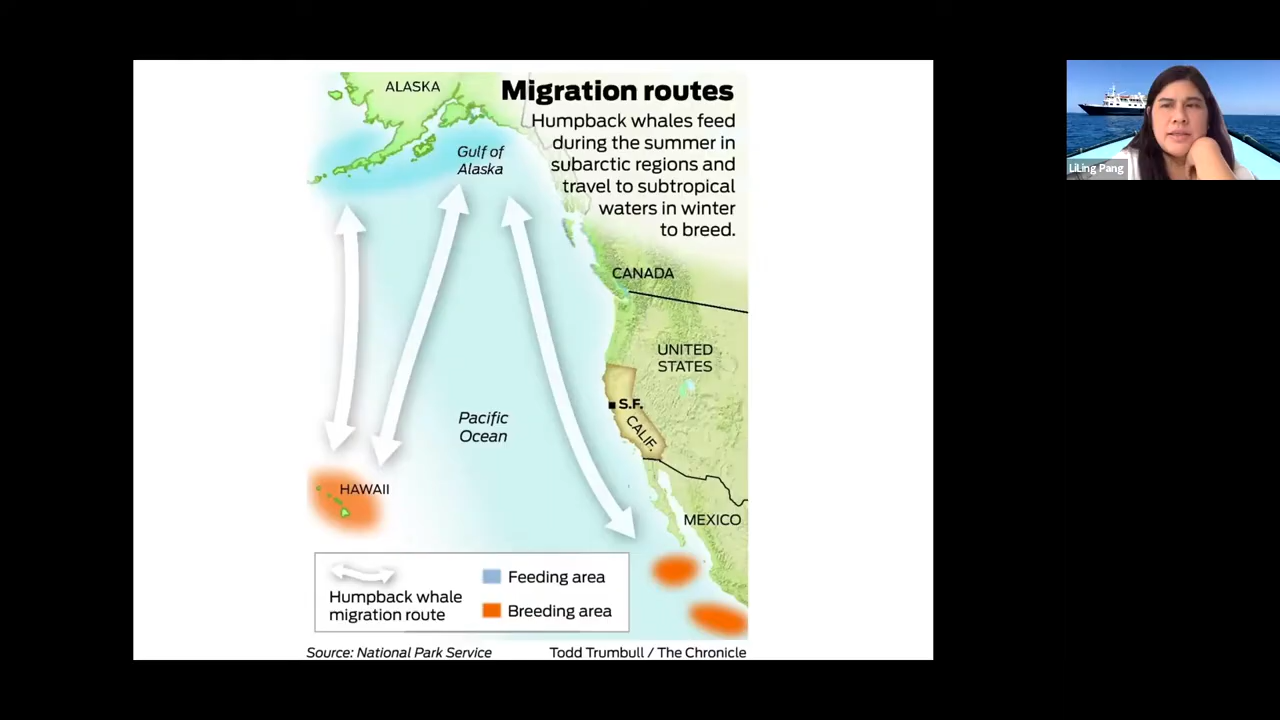 Migration routes
Humpback whales feed
during the summer in
subarctic regions and
travel to subtropical
waters in winter
to breed.
ALASKA
Gulf of
Alaska
CANADA
UNITED
STATES
S.F.
CALIF.
Pacific
Ocean
HAWAII
MEXICO
Humpback whale
migration route
Feeding area
Breeding area
Source: National Park Service
Todd Trumbull / The Chronicle
LiLing Pang